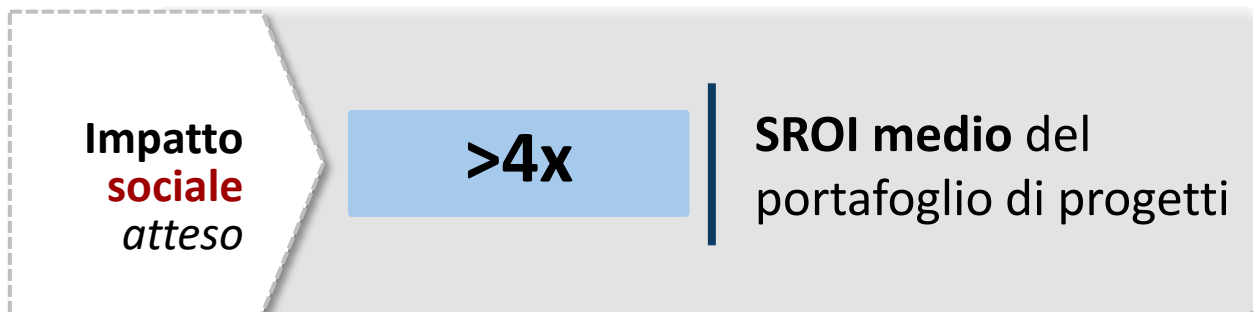 Impatto
sociale
atteso
>4x
SROI medio del
portafoglio di progetti